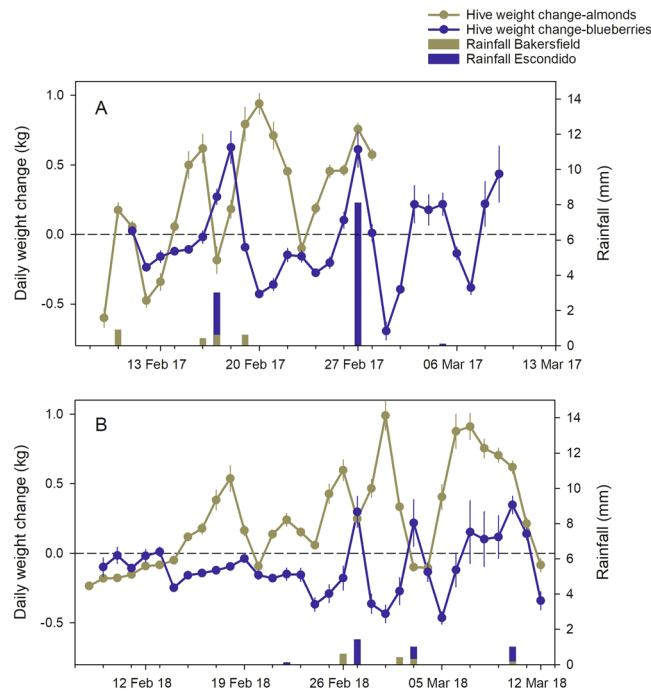 Hive weight change-almonds
Hive weight change-blueberries
Rainfall Bakersfield
Rainfall Escondido
A
Daily weight change (kg)
1.0
0.5
0.0
-0.5
14
12
10
8
6
4
2
0
Rainfall (mm)
13 Feb 17
20 Feb 17
27 Feb 17
06 Mar 17
13 Mar 17
B
Daily weight change (kg)
1.0
0.5
0.0
-0.5
14
12
10
8
6
4
2
0
Rainfall (mm)
12 Feb 18
19 Feb 18
26 Feb 18
05 Mar 18
12 Mar 18